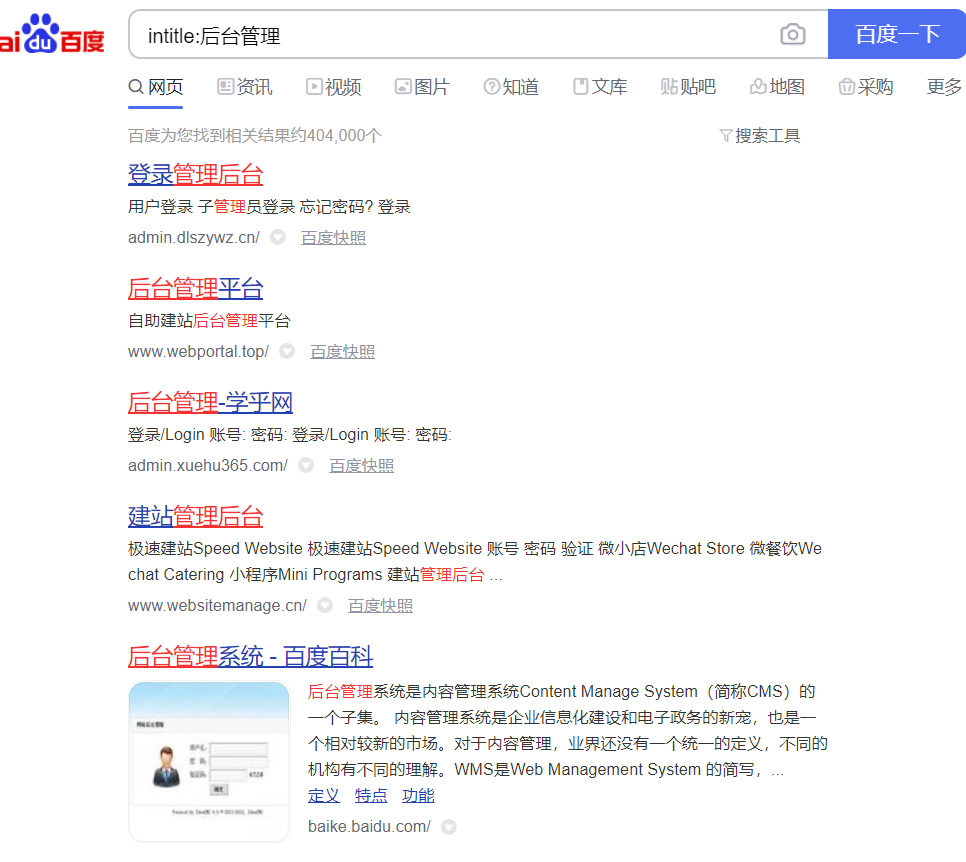 ai du 百度
intitle:后台管理
百度一下
网页 资讯 视频 图片 知道 文库 贴吧 地图 采购 更多
百度为您找到相关结果约404,000个
搜索工具
登录管理后台
用户登录 子管理员登录 忘记密码? 登录
admin.dlszywz.cn/ 百度快照
后台管理平台
自助建站后台管理平台
www.webportal.top/ 百度快照
后台管理-学乎网
登录/Login 账号: 密码: 登录/Login 账号: 密码:
admin.xuehu365.com/ 百度快照
建站管理后台
极速建站Speed Website 极速建站Speed Website 账号 密码 验证 微小店Wechat Store 微餐饮We
chat Catering 小程序Mini Programs 建站管理后台 ...
www.websitemanage.cn/ 百度快照
后台管理系统 - 百度百科
后台管理系统是内容管理系统Content Manage System（简称CMS）的
一个子集。 内容管理系统是企业信息化建设和电子政务的新宠，也是一
个相对较新的市场。对于内容管理，业界还没有一个统一的定义，不同的
机构有不同的理解。WMS是Web Management System 的简写，...
定义 特点 功能
baike.baidu.com/